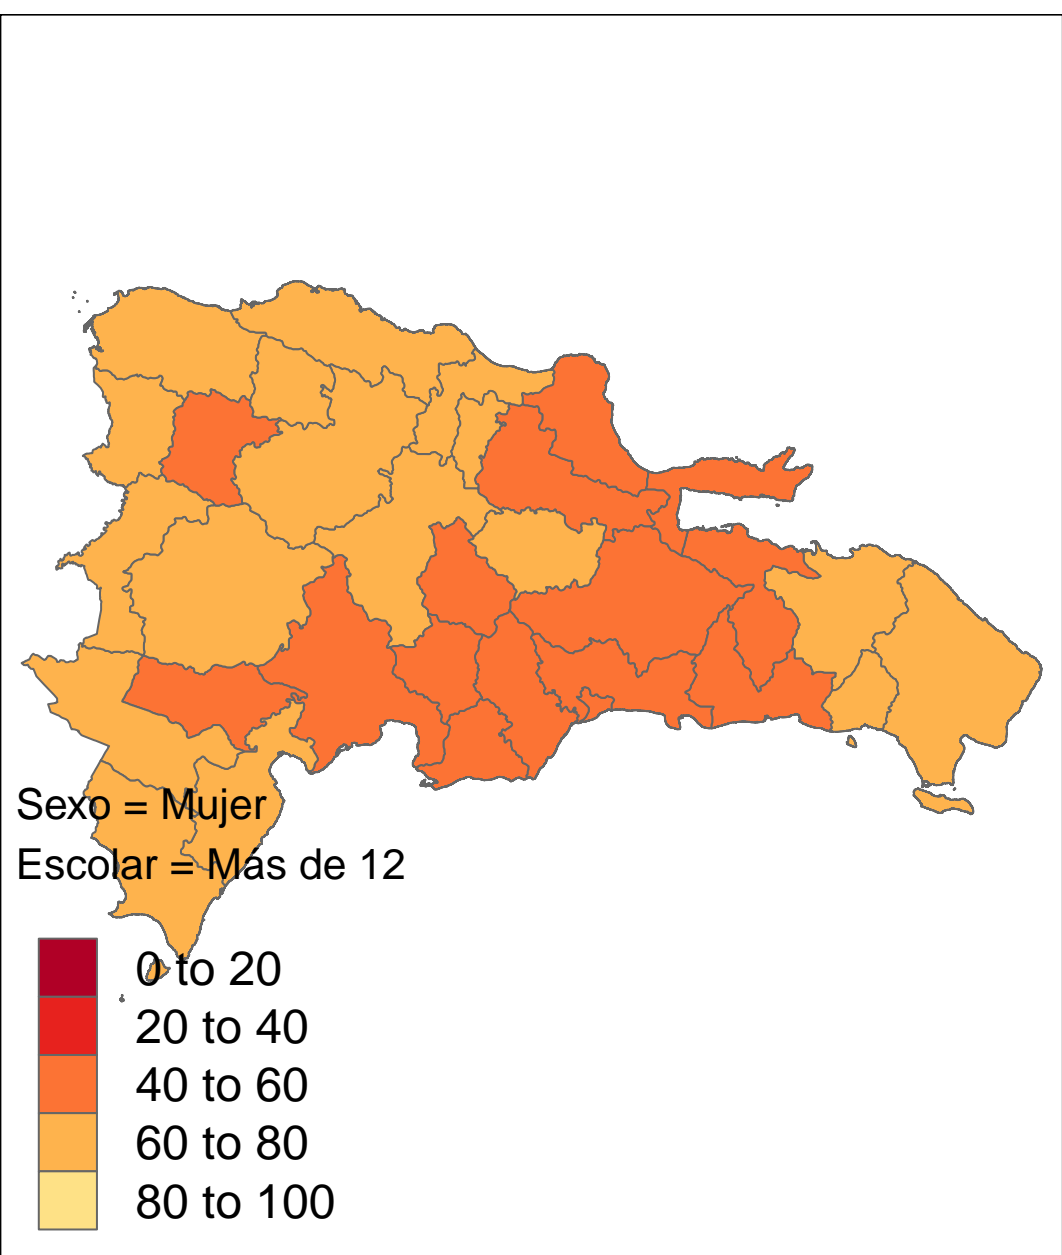 Sexo = Mujer
Escolar = Más de 12
0 to 20
20 to 40
40 to 60
60 to 80
80 to 100